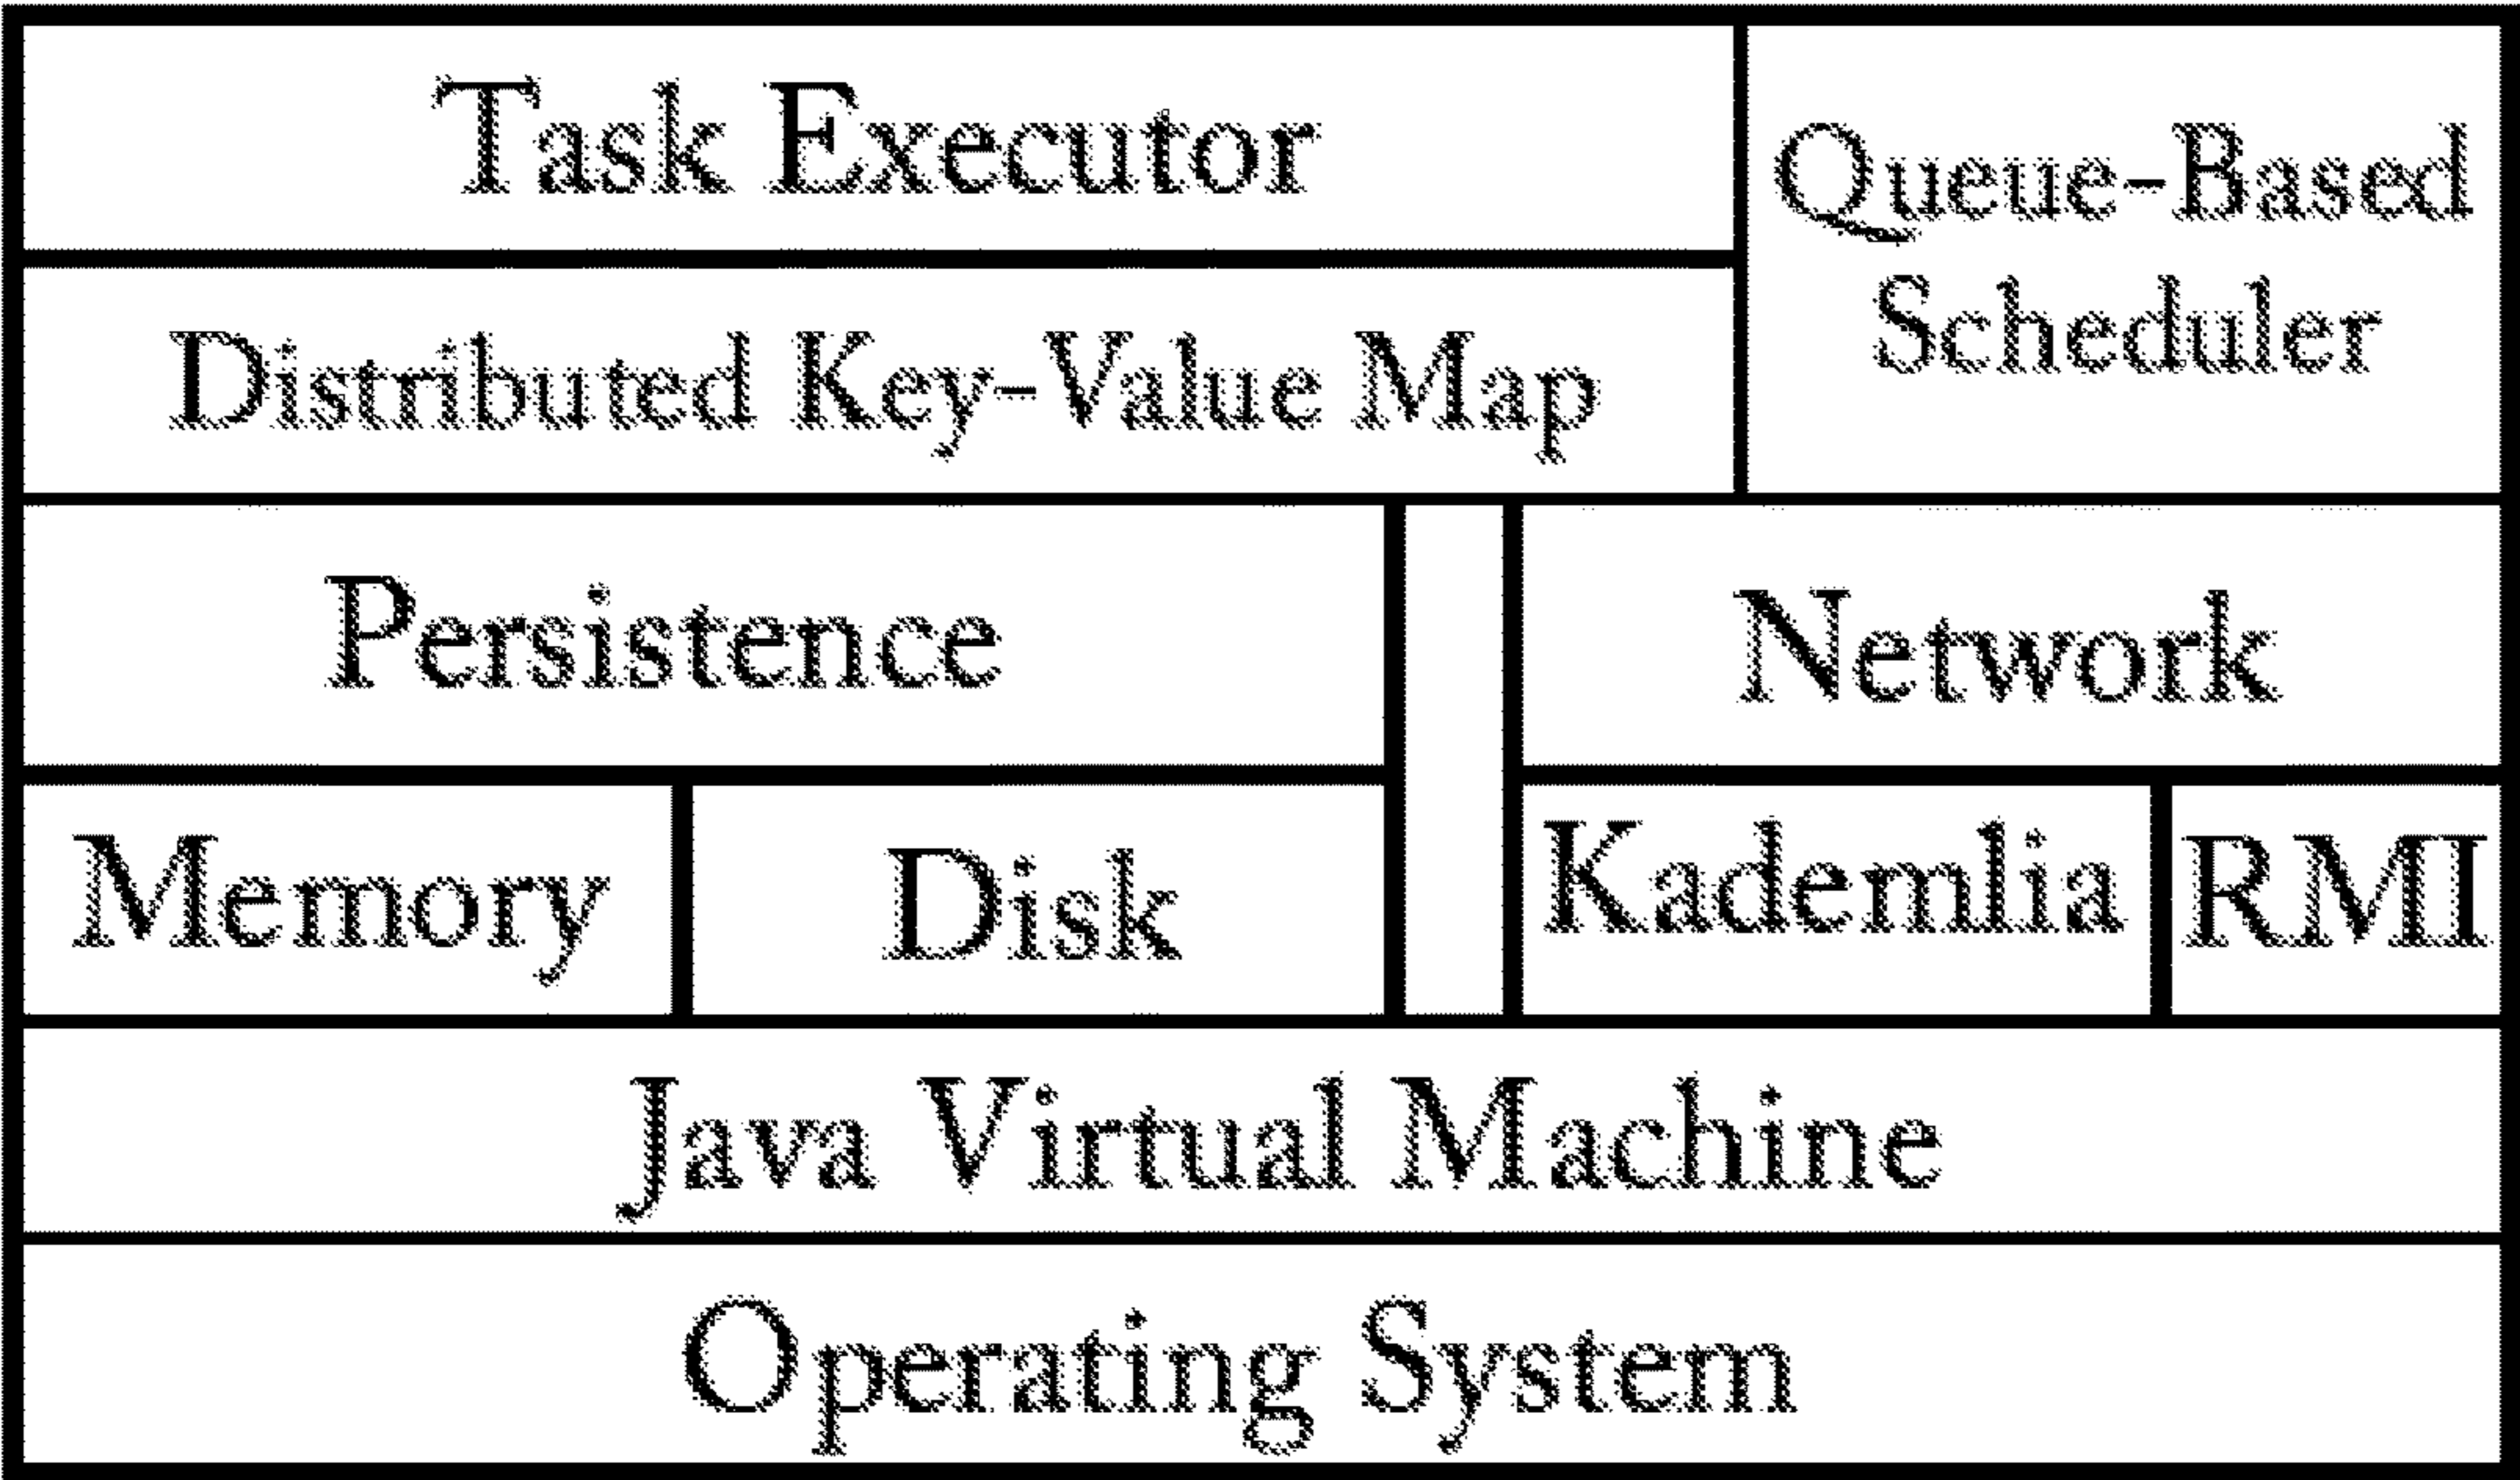 Task Executor
Queue-Based
Scheduler
Distributed Key-Value Map
Persistence
Network
Memory
Disk
Kademlia
RMI
Java Virtual Machine
Operating System